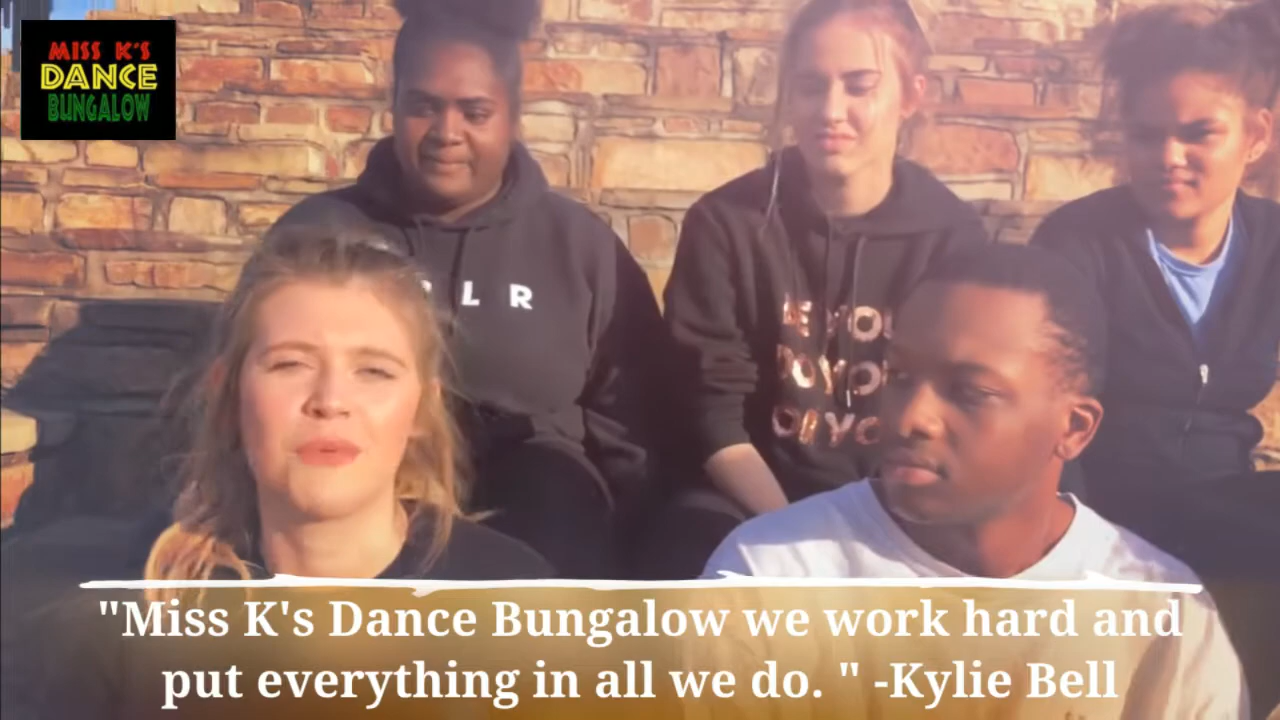 MISS K'S
DANCE
BUNGALOW
L R
"Miss K's Dance Bungalow we work hard and
put everything in all we do. " -Kylie Bell